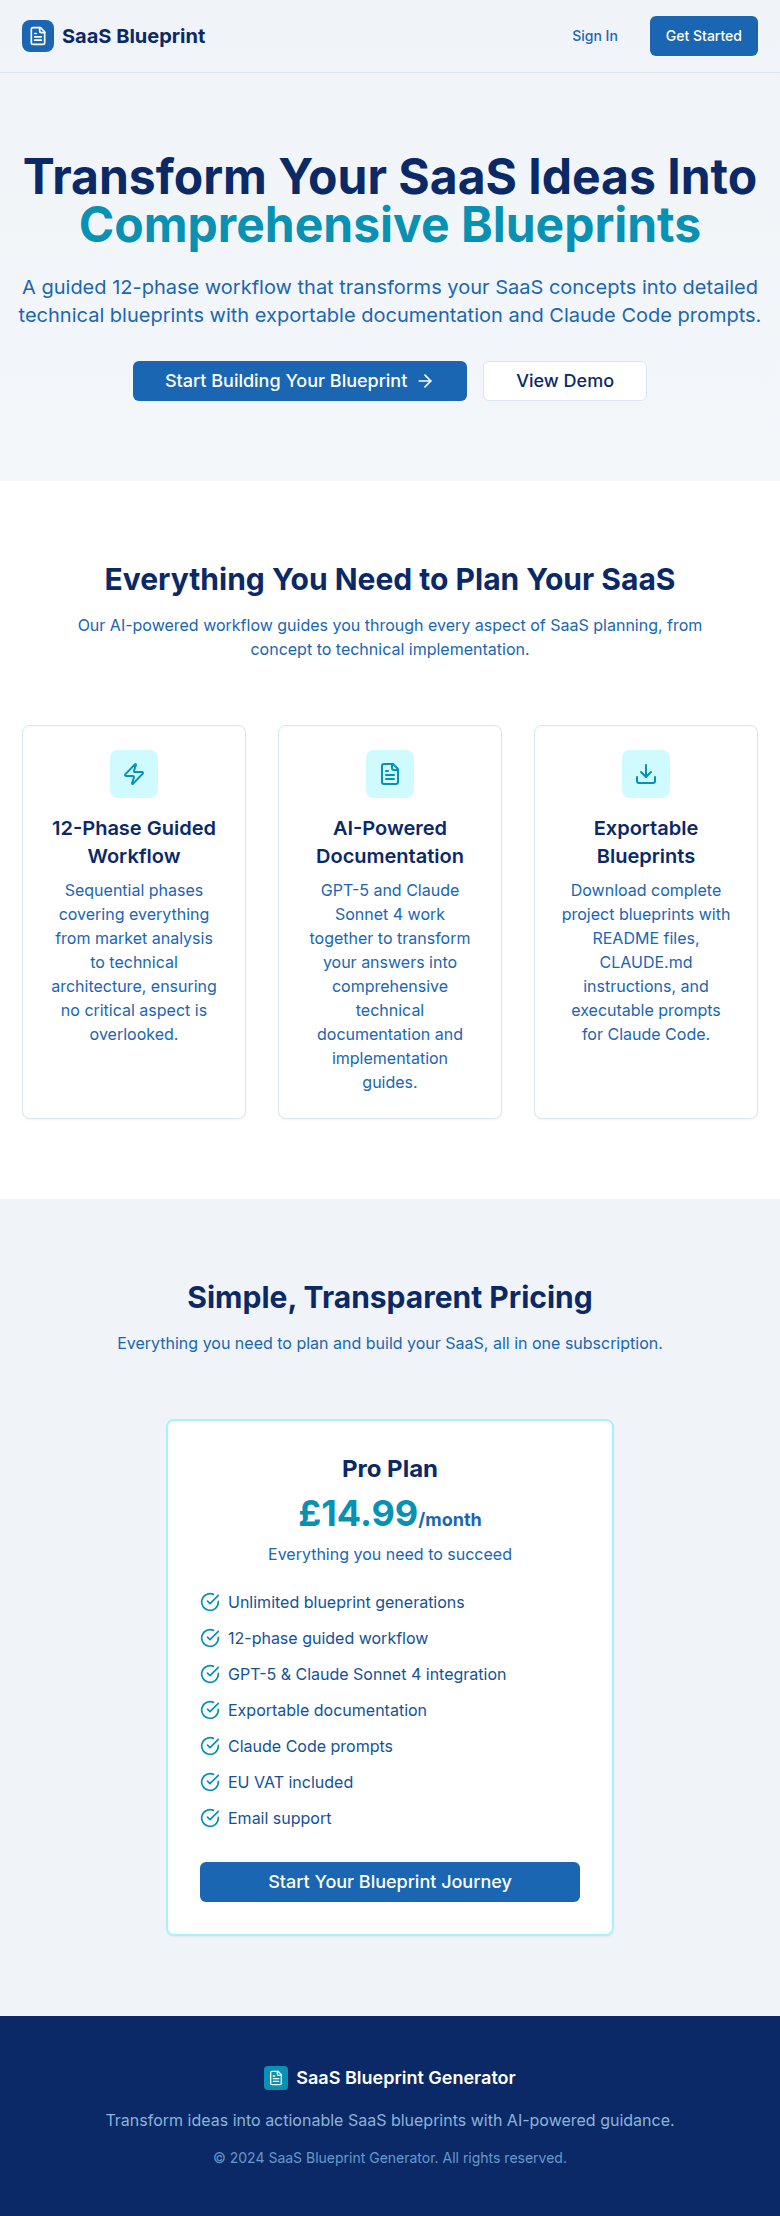 SaaS Blueprint
Sign In
Get Started
Transform Your SaaS Ideas Into
Comprehensive Blueprints
A guided 12-phase workflow that transforms your SaaS concepts into detailed
technical blueprints with exportable documentation and Claude Code prompts.
Start Building Your Blueprint
View Demo
Everything You Need to Plan Your SaaS
Our AI-powered workflow guides you through every aspect of SaaS planning, from
concept to technical implementation.
12-Phase Guided
Workflow
Sequential phases
covering everything
from market analysis
to technical
architecture, ensuring
no critical aspect is
overlooked.
AI-Powered
Documentation
GPT-5 and Claude
Sonnet 4 work
together to transform
your answers into
comprehensive
technical
documentation and
implementation
guides.
Exportable
Blueprints
Download complete
project blueprints with
README files,
CLAUDE.md
instructions, and
executable prompts
for Claude Code.
Simple, Transparent Pricing
Everything you need to plan and build your SaaS, all in one subscription.
Pro Plan
£14.99/month
Everything you need to succeed
Unlimited blueprint generations
12-phase guided workflow
GPT-5 & Claude Sonnet 4 integration
Exportable documentation
Claude Code prompts
EU VAT included
Email support
Start Your Blueprint Journey
SaaS Blueprint Generator
Transform ideas into actionable SaaS blueprints with AI-powered guidance.
© 2024 SaaS Blueprint Generator. All rights reserved.